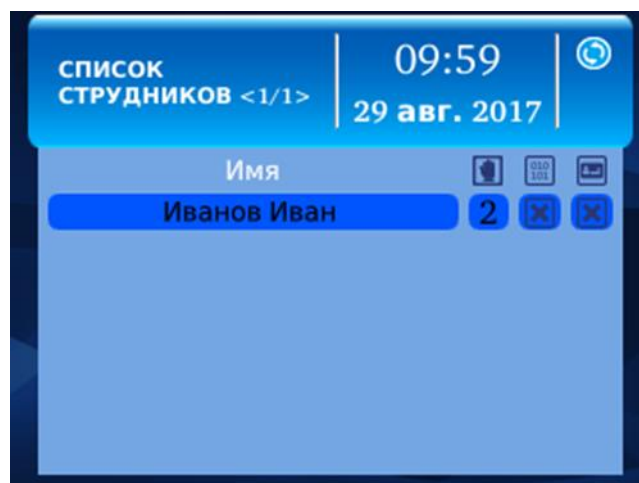 СПИСОК
СТРУДНИКОВ <1/1>
09:59
29 авг. 2017
Имя
010
101
Иванов Иван 2